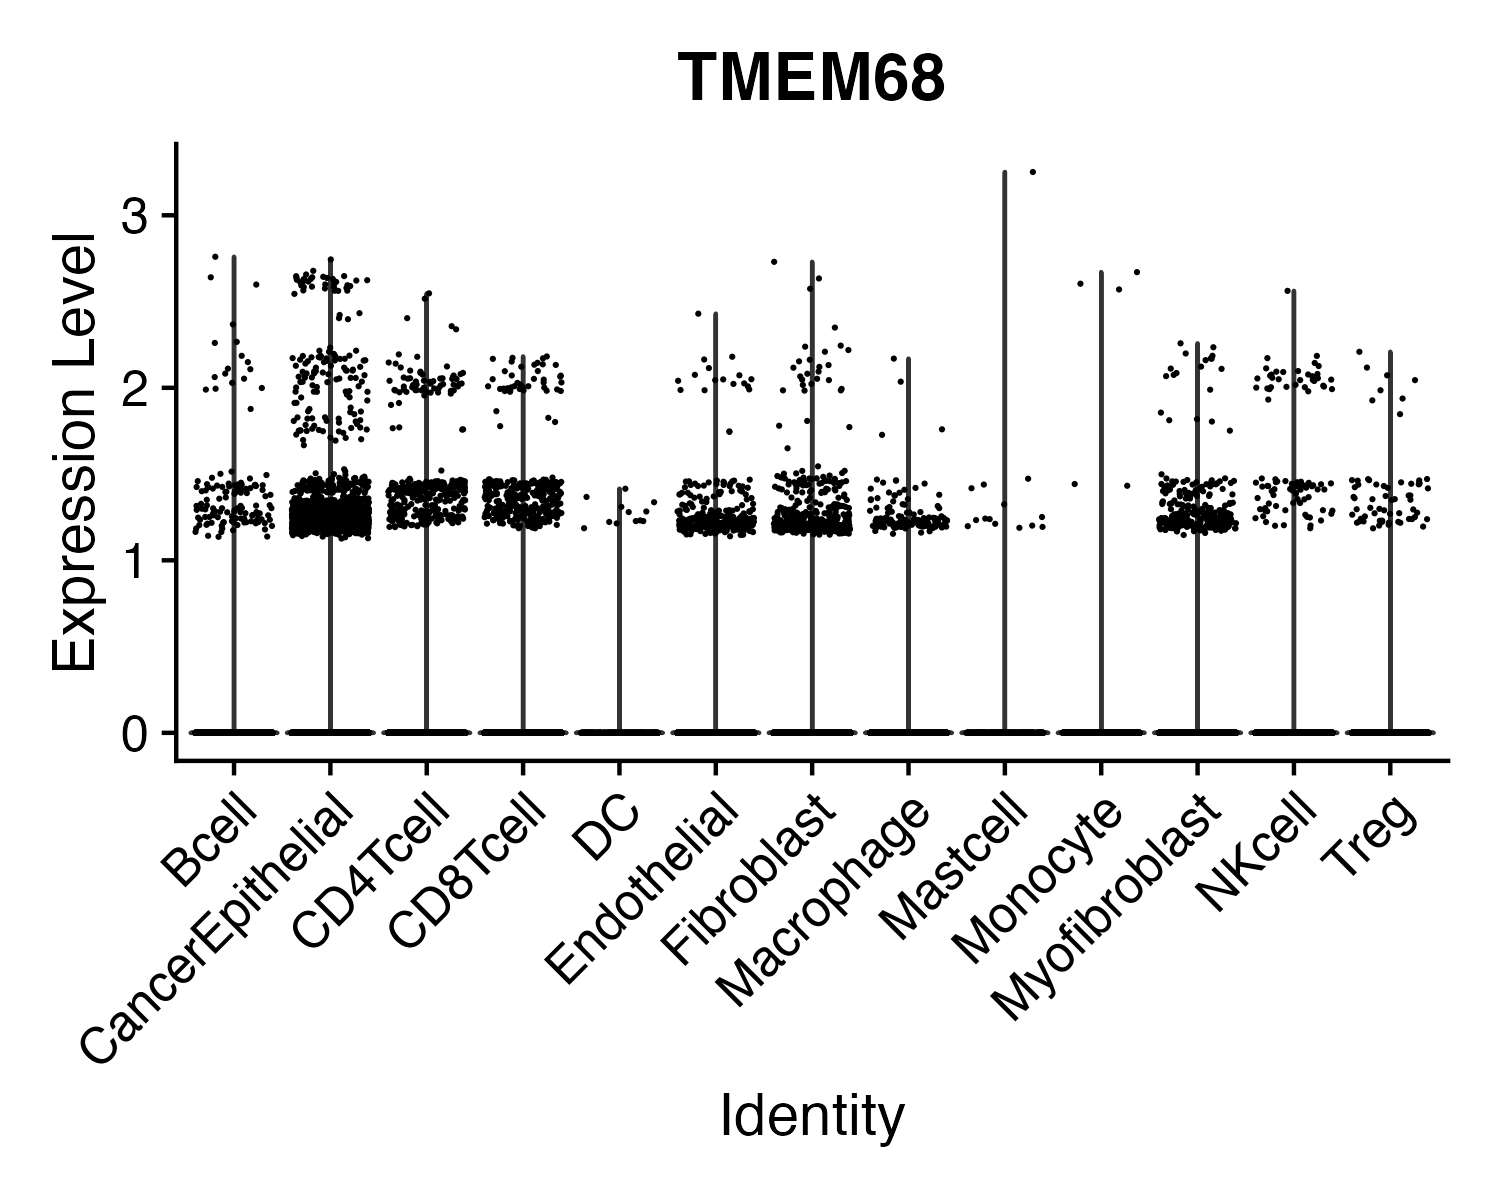 TMEM68
Expression Level
3
2
1
0
Bcell
CancerEpithelial
CD4Tcell
CD8Tcell
DC
Endothelial
Fibroblast
Macrophage
Mastcell
Monocyte
Myofibroblast
NKcell
Treg
Identity